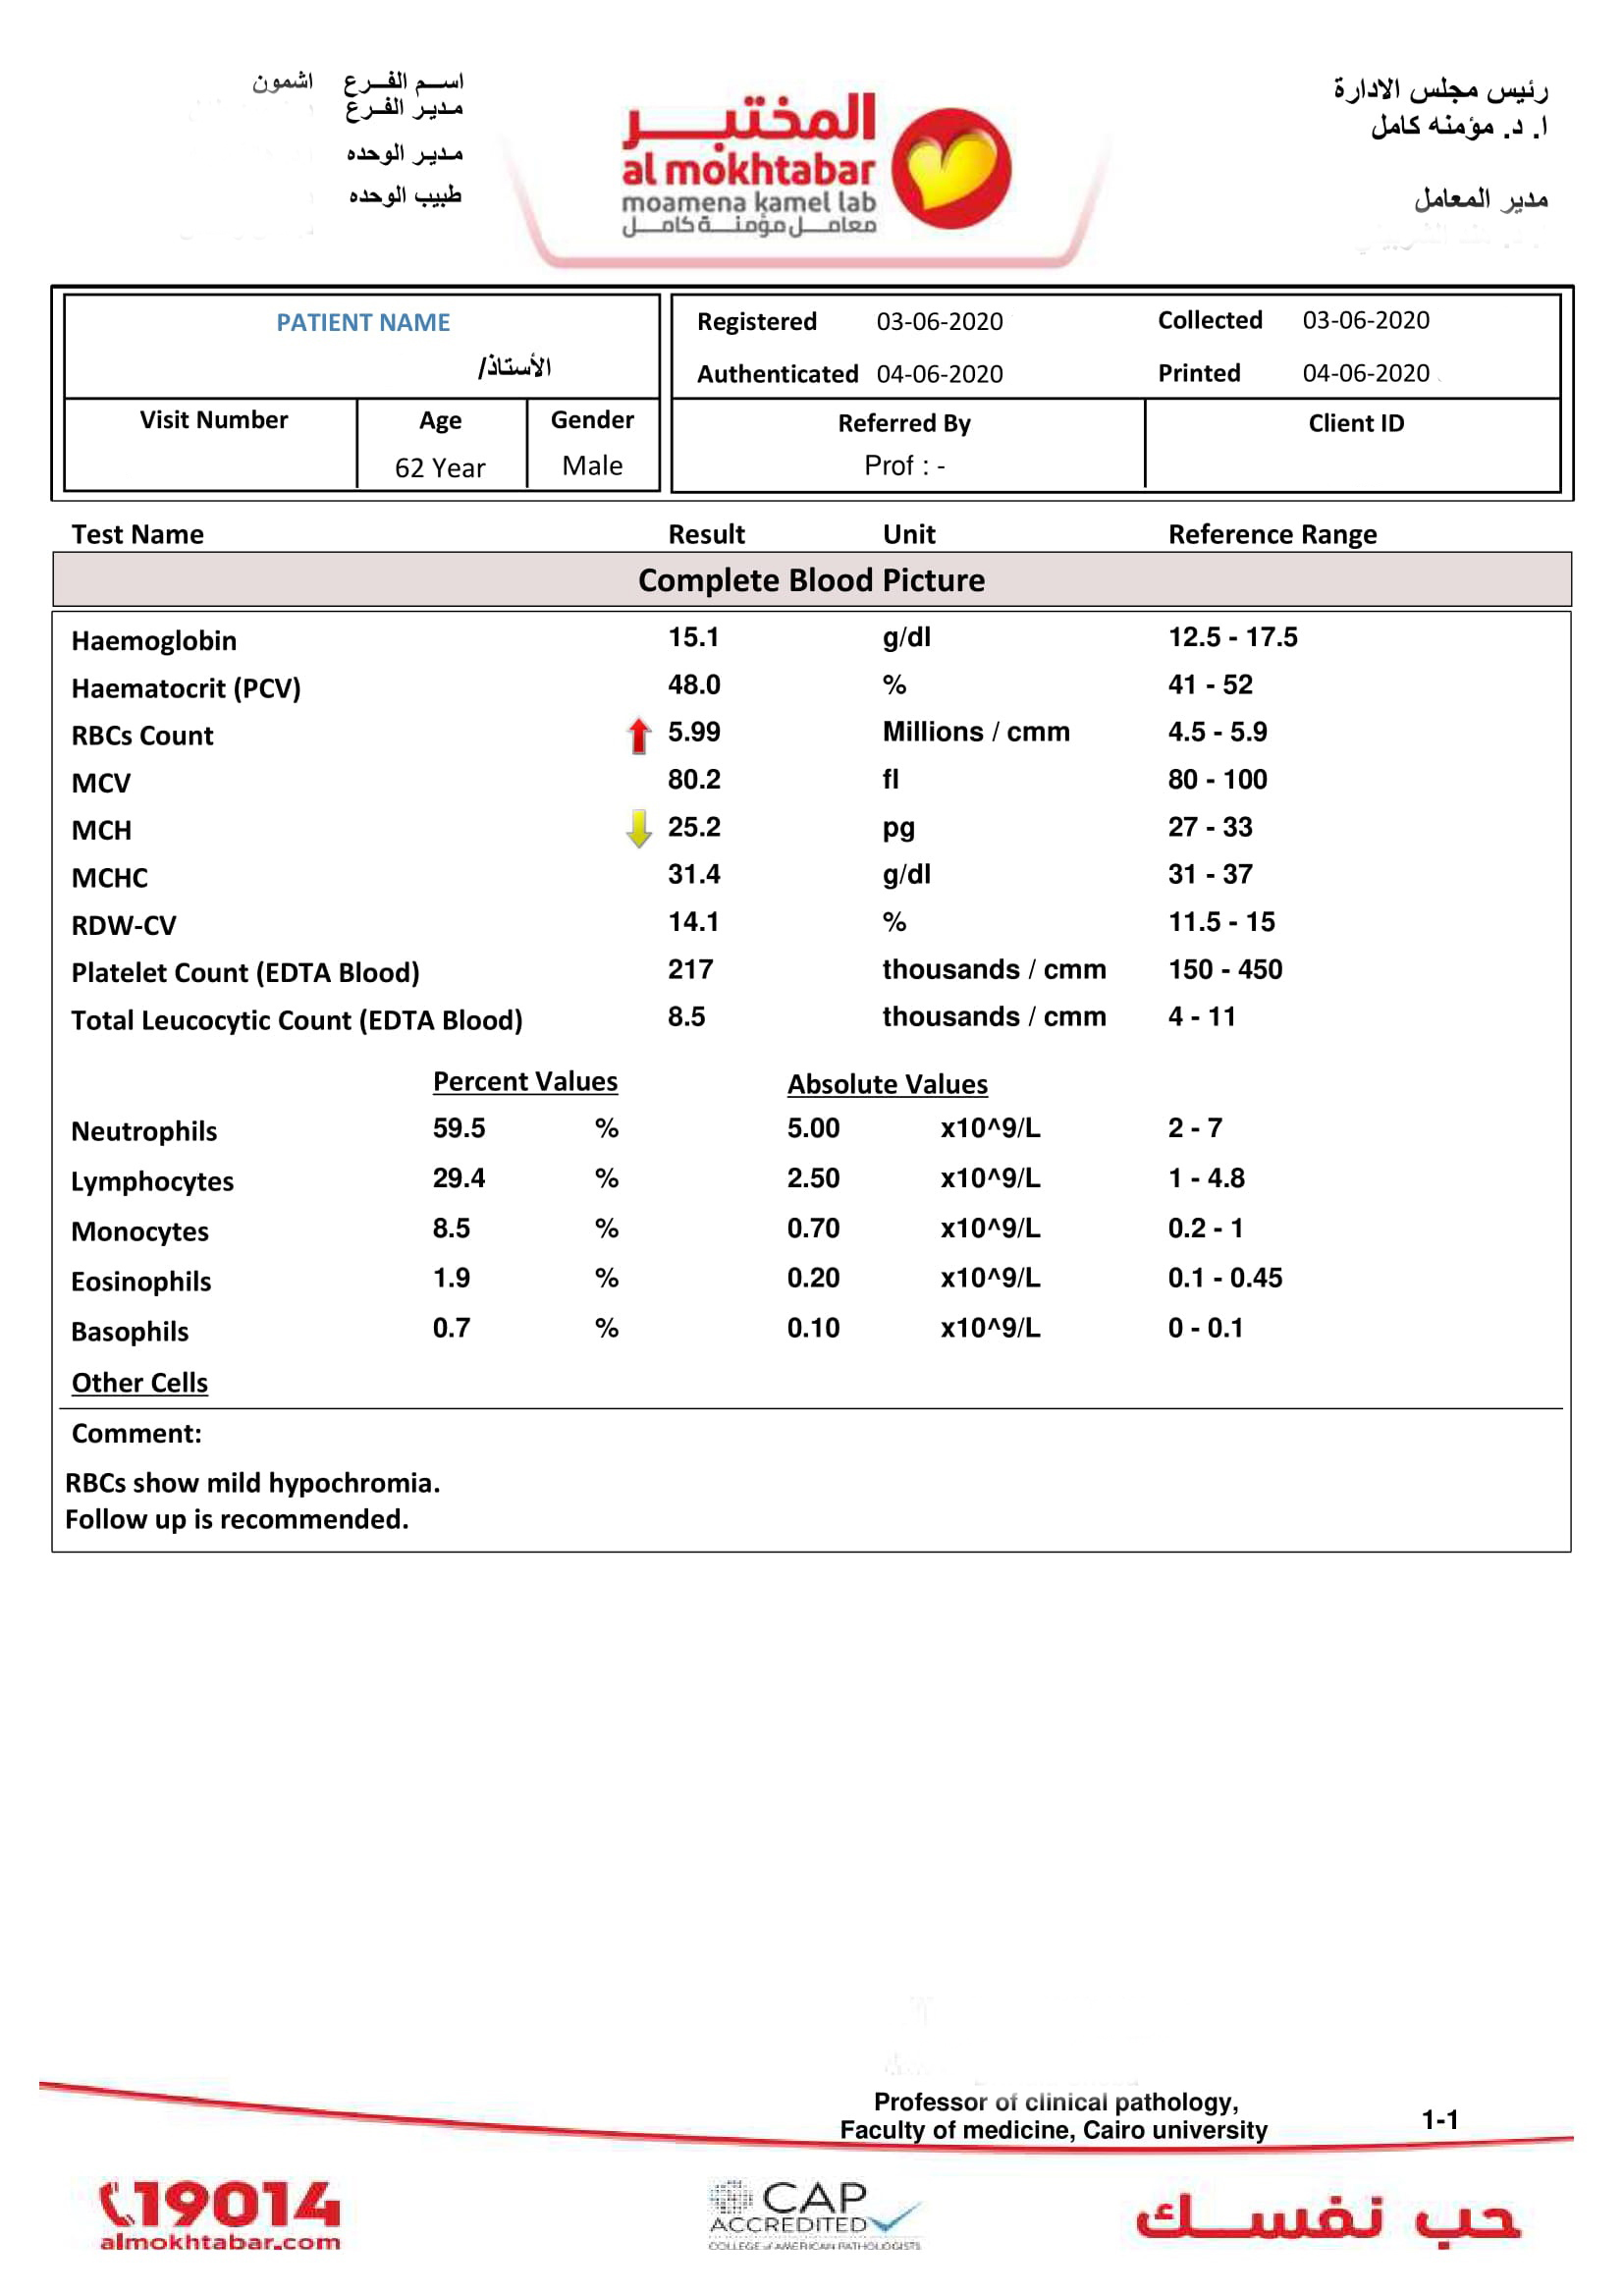 اسـم الفـرع اشمون
مدير الفـرع
مدير الوحده
طبيب الوحده
المختبـر
al mokhtabar
moamena kamel lab
معامـل مؤمنـة كامـل
رئيس مجلس الادارة
ا. د. مؤمنه كامل
مدير المعامل
PATIENT NAME
الأستاذ/
Visit Number Age Gender
62 Year Male
Registered 03-06-2020 Collected 03-06-2020
Authenticated 04-06-2020 Printed 04-06-2020
Referred By Client ID
Prof : -
Test Name Result Unit Reference Range
Complete Blood Picture
Haemoglobin 15.1 g/dl 12.5 - 17.5
Haematocrit (PCV) 48.0 % 41 - 52
RBCs Count 5.99 Millions / cmm 4.5 - 5.9
MCV 80.2 fl 80 - 100
MCH 25.2 pg 27 - 33
MCHC 31.4 g/dl 31 - 37
RDW-CV 14.1 % 11.5 - 15
Platelet Count (EDTA Blood) 217 thousands / cmm 150 - 450
Total Leucocytic Count (EDTA Blood) 8.5 thousands / cmm 4 - 11
Percent Values Absolute Values
Neutrophils 59.5 % 5.00 x10^9/L 2 - 7
Lymphocytes 29.4 % 2.50 x10^9/L 1 - 4.8
Monocytes 8.5 % 0.70 x10^9/L 0.2 - 1
Eosinophils 1.9 % 0.20 x10^9/L 0.1 - 0.45
Basophils 0.7 % 0.10 x10^9/L 0 - 0.1
Other Cells
Comment:
RBCs show mild hypochromia.
Follow up is recommended.
Professor of clinical pathology,
Faculty of medicine, Cairo university
1-1
19014
almokhtabar.com
CAP
ACCREDITED
COLLEGE of AMERICAN PATHOLOGISTS
حب نفسـك